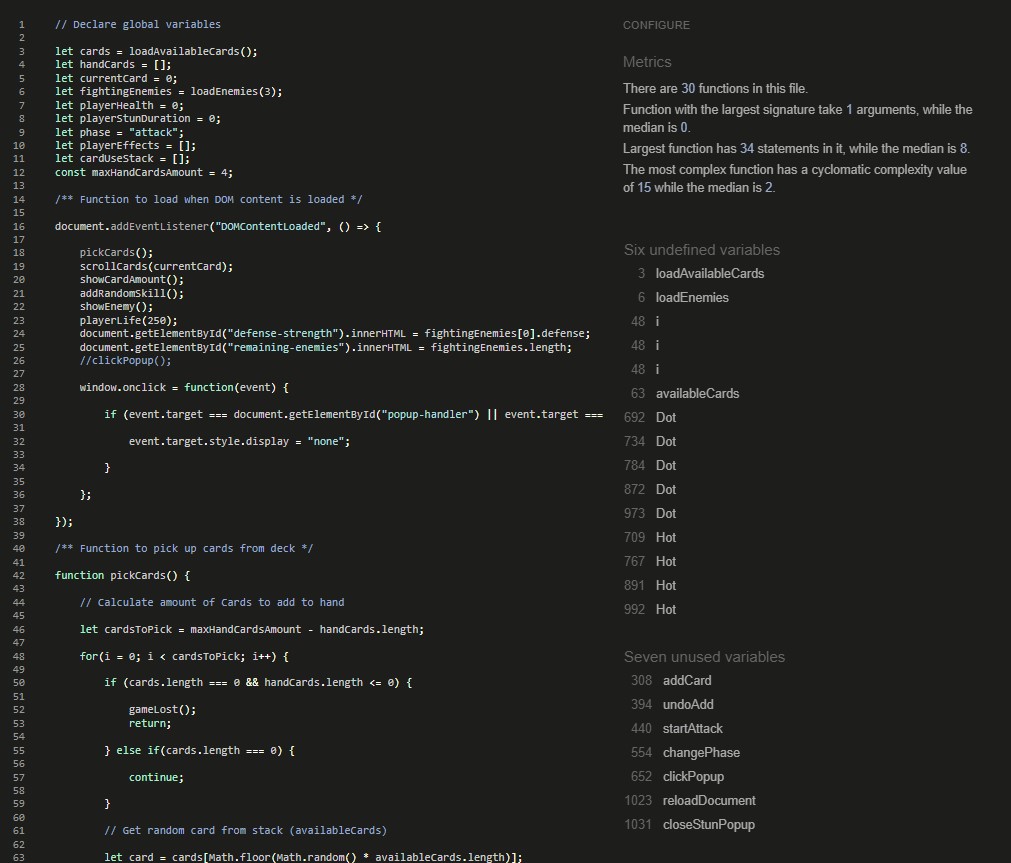 1 // Declare global variables
2
3 let cards = loadAvailableCards();
4 let handCards = [];
5 let currentCard = 0;
6 let fightingEnemies = loadEnemies(3);
7 let playerHealth = 0;
8 let playerStunDuration = 0;
9 let phase = "attack";
10 let playerEffects = [];
11 let cardUseStack = [];
12 const maxHandCardsAmount = 4;
13
14 /** Function to load when DOM content is loaded */
15
16 document.addEventListener("DOMContentLoaded", () => {
17
18 pickCards();
19 scrollCards(currentCard);
20 showCardAmount();
21 addRandomSkill();
22 showEnemy();
23 playerLife(250);
24 document.getElementById("defense-strength").innerHTML = fightingEnemies[0].defense;
25 document.getElementById("remaining-enemies").innerHTML = fightingEnemies.length;
26 //clickPopup();
27
28 window.onclick = function(event) {
29
30 if (event.target === document.getElementById("popup-handler") || event.target ===
31
32 event.target.style.display = "none";
33
34 }
35
36 };
37
38 });
39
40 /** Function to pick up cards from deck */
41
42 function pickCards() {
43
44 // Calculate amount of Cards to add to hand
45
46 let cardsToPick = maxHandCardsAmount - handCards.length;
47
48 for(i = 0; i < cardsToPick; i++) {
49
50 if (cards.length === 0 && handCards.length <= 0) {
51
52 gameLost();
53 return;
54
55 } else if(cards.length === 0) {
56
57 continue;
58
59 }
60
61 // Get random card from stack (availableCards)
62
63 let card = cards[Math.floor(Math.random() * availableCards.length)];
CONFIGURE
Metrics
There are 30 functions in this file.
Function with the largest signature take 1 arguments, while the
median is 0.
Largest function has 34 statements in it, while the median is 8.
The most complex function has a cyclomatic complexity value
of 15 while the median is 2.
Six undefined variables
3 loadAvailableCards
6 loadEnemies
48 i
48 i
48 i
63 availableCards
692 Dot
734 Dot
784 Dot
872 Dot
973 Dot
709 Hot
767 Hot
891 Hot
992 Hot
Seven unused variables
308 addCard
394 undoAdd
440 startAttack
554 changePhase
652 clickPopup
1023 reloadDocument
1031 closeStunPopup